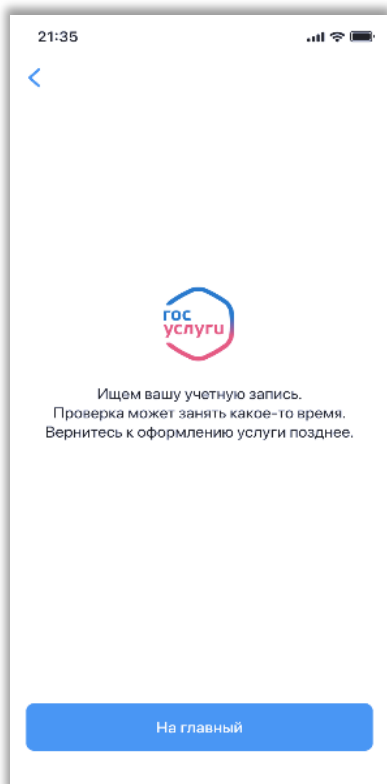 21:35
гос
услуги
Ищем вашу учетную запись.
Проверка может занять какое-то время.
Вернитесь к оформлению услуги позднее.
На главный